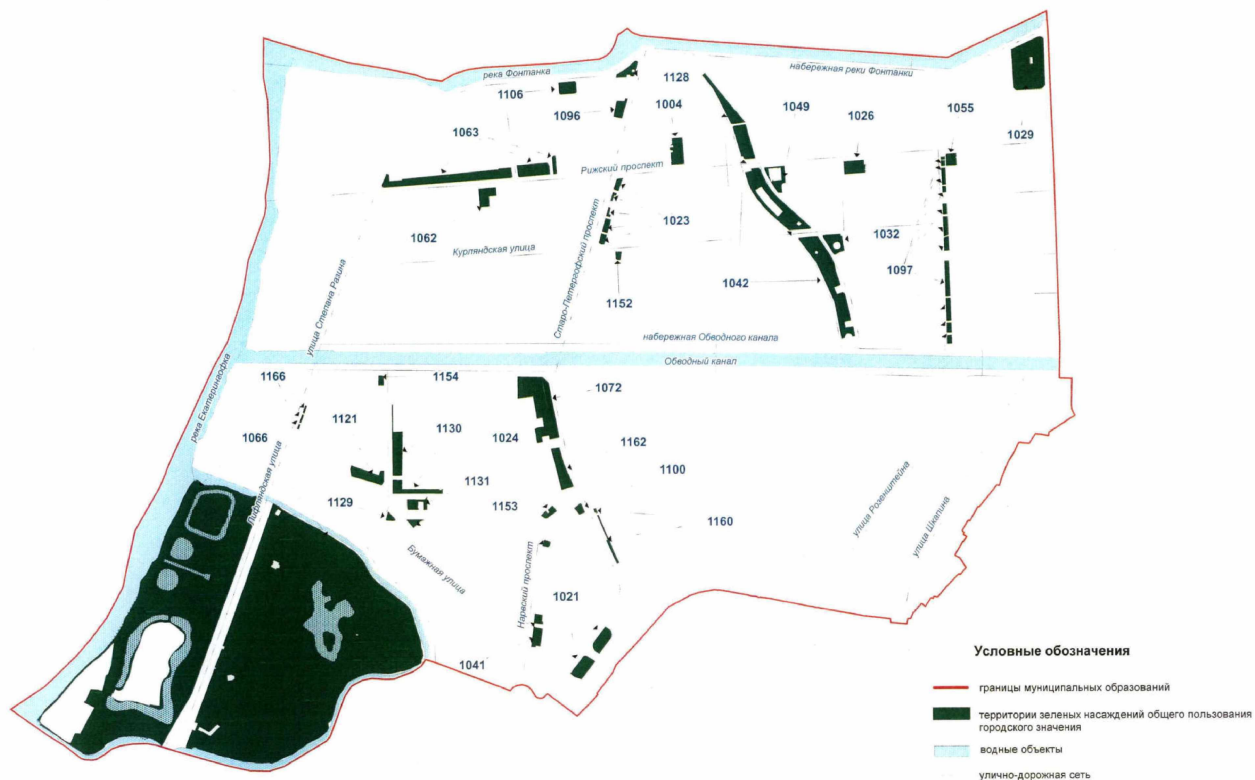 река Фонтанка
набережная реки Фонтанки
1128
1106
1096
1004
1049
1026
1055
1029
1063
Рижский проспект
1023
1062
Курляндская улица
Старо-Петергофский проспект
1032
1097
1042
1152
улица Степана Разина
набережная Обводного канала
Обводный канал
река Екатерингофка
1166
1154
1072
1121
1130
1024
1066
1162
1100
Лифляндская улица
1131
1129
1153
1160
улица Розенштейна
улица Шкапина
Бумажная улица
Нарвский проспект
1021
1041
Условные обозначения
границы муниципальных образований
территории зеленых насаждений общего пользования
городского значения
водные объекты
улично-дорожная сеть